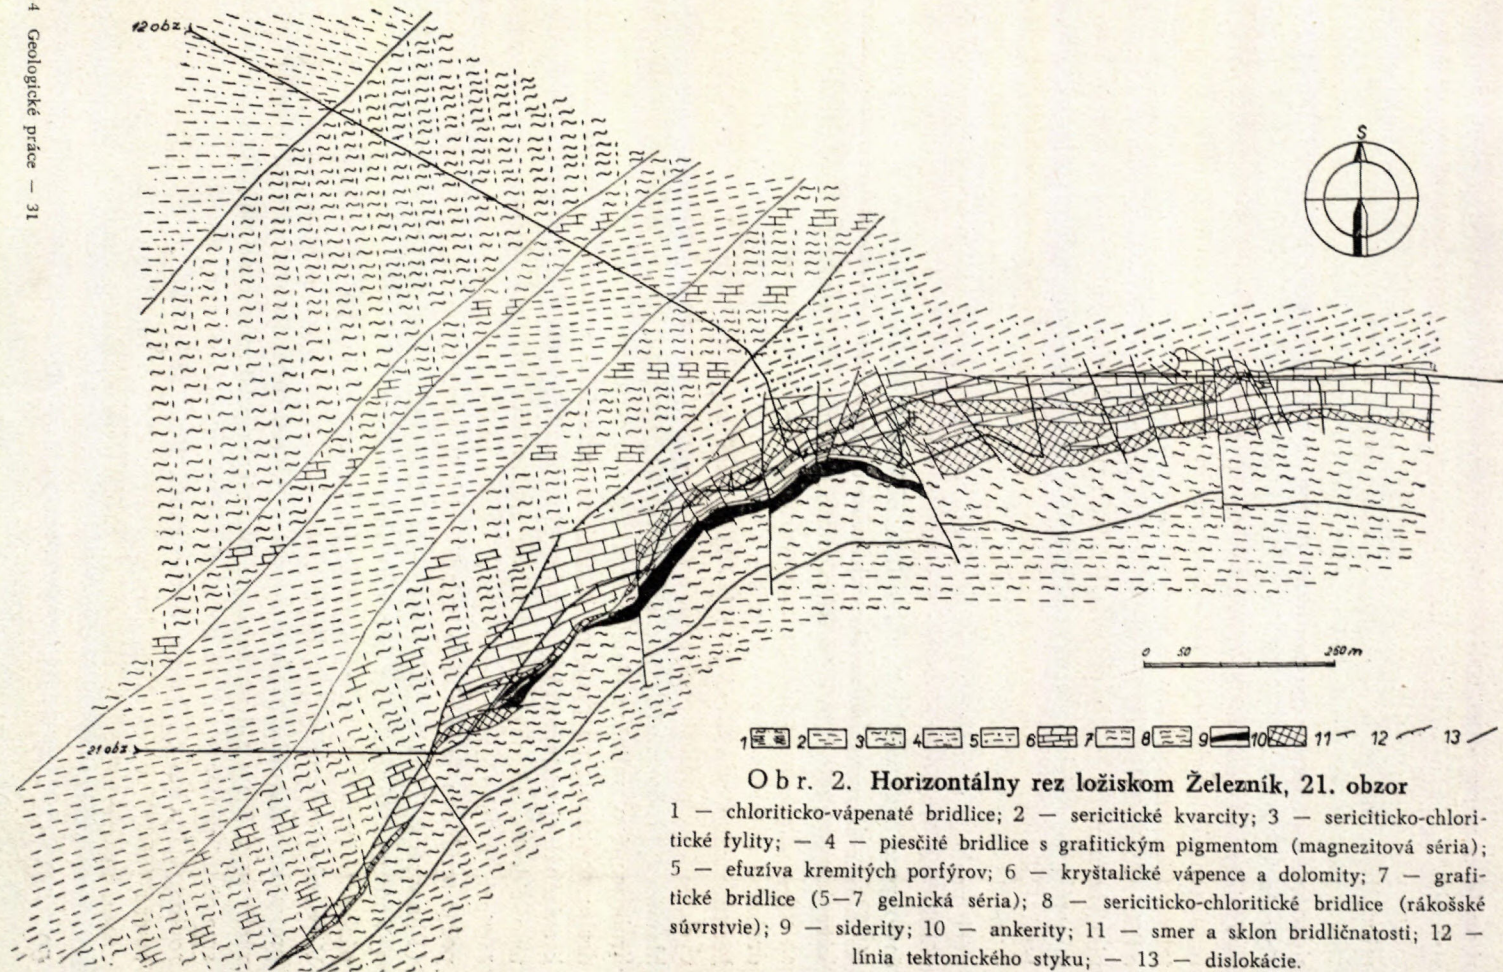 4 Geologické práce — 31
12 obz.
S
0 50 250 m
21 obz.
1 2 3 4 5 6 7 8 9 10 11 12 13
Obr. 2. Horizontálny rez ložiskom Železník, 21. obzor
1 — chloriticko-vápenaté bridlice; 2 — sericitické kvarcity; 3 — sericiticko-chlori-
tické fylity; — 4 — piesčité bridlice s grafitickým pigmentom (magnezitová séria);
5 — efuzíva kremitých porfýrov; 6 — kryštalické vápence a dolomity; 7 — grafi-
tické bridlice (5—7 gelnická séria); 8 — sericiticko-chloritické bridlice (rákošské
súvrstvie); 9 — siderity; 10 — ankerity; 11 — smer a sklon bridličnatosti; 12 —
línia tektonického styku; — 13 — dislokácie.